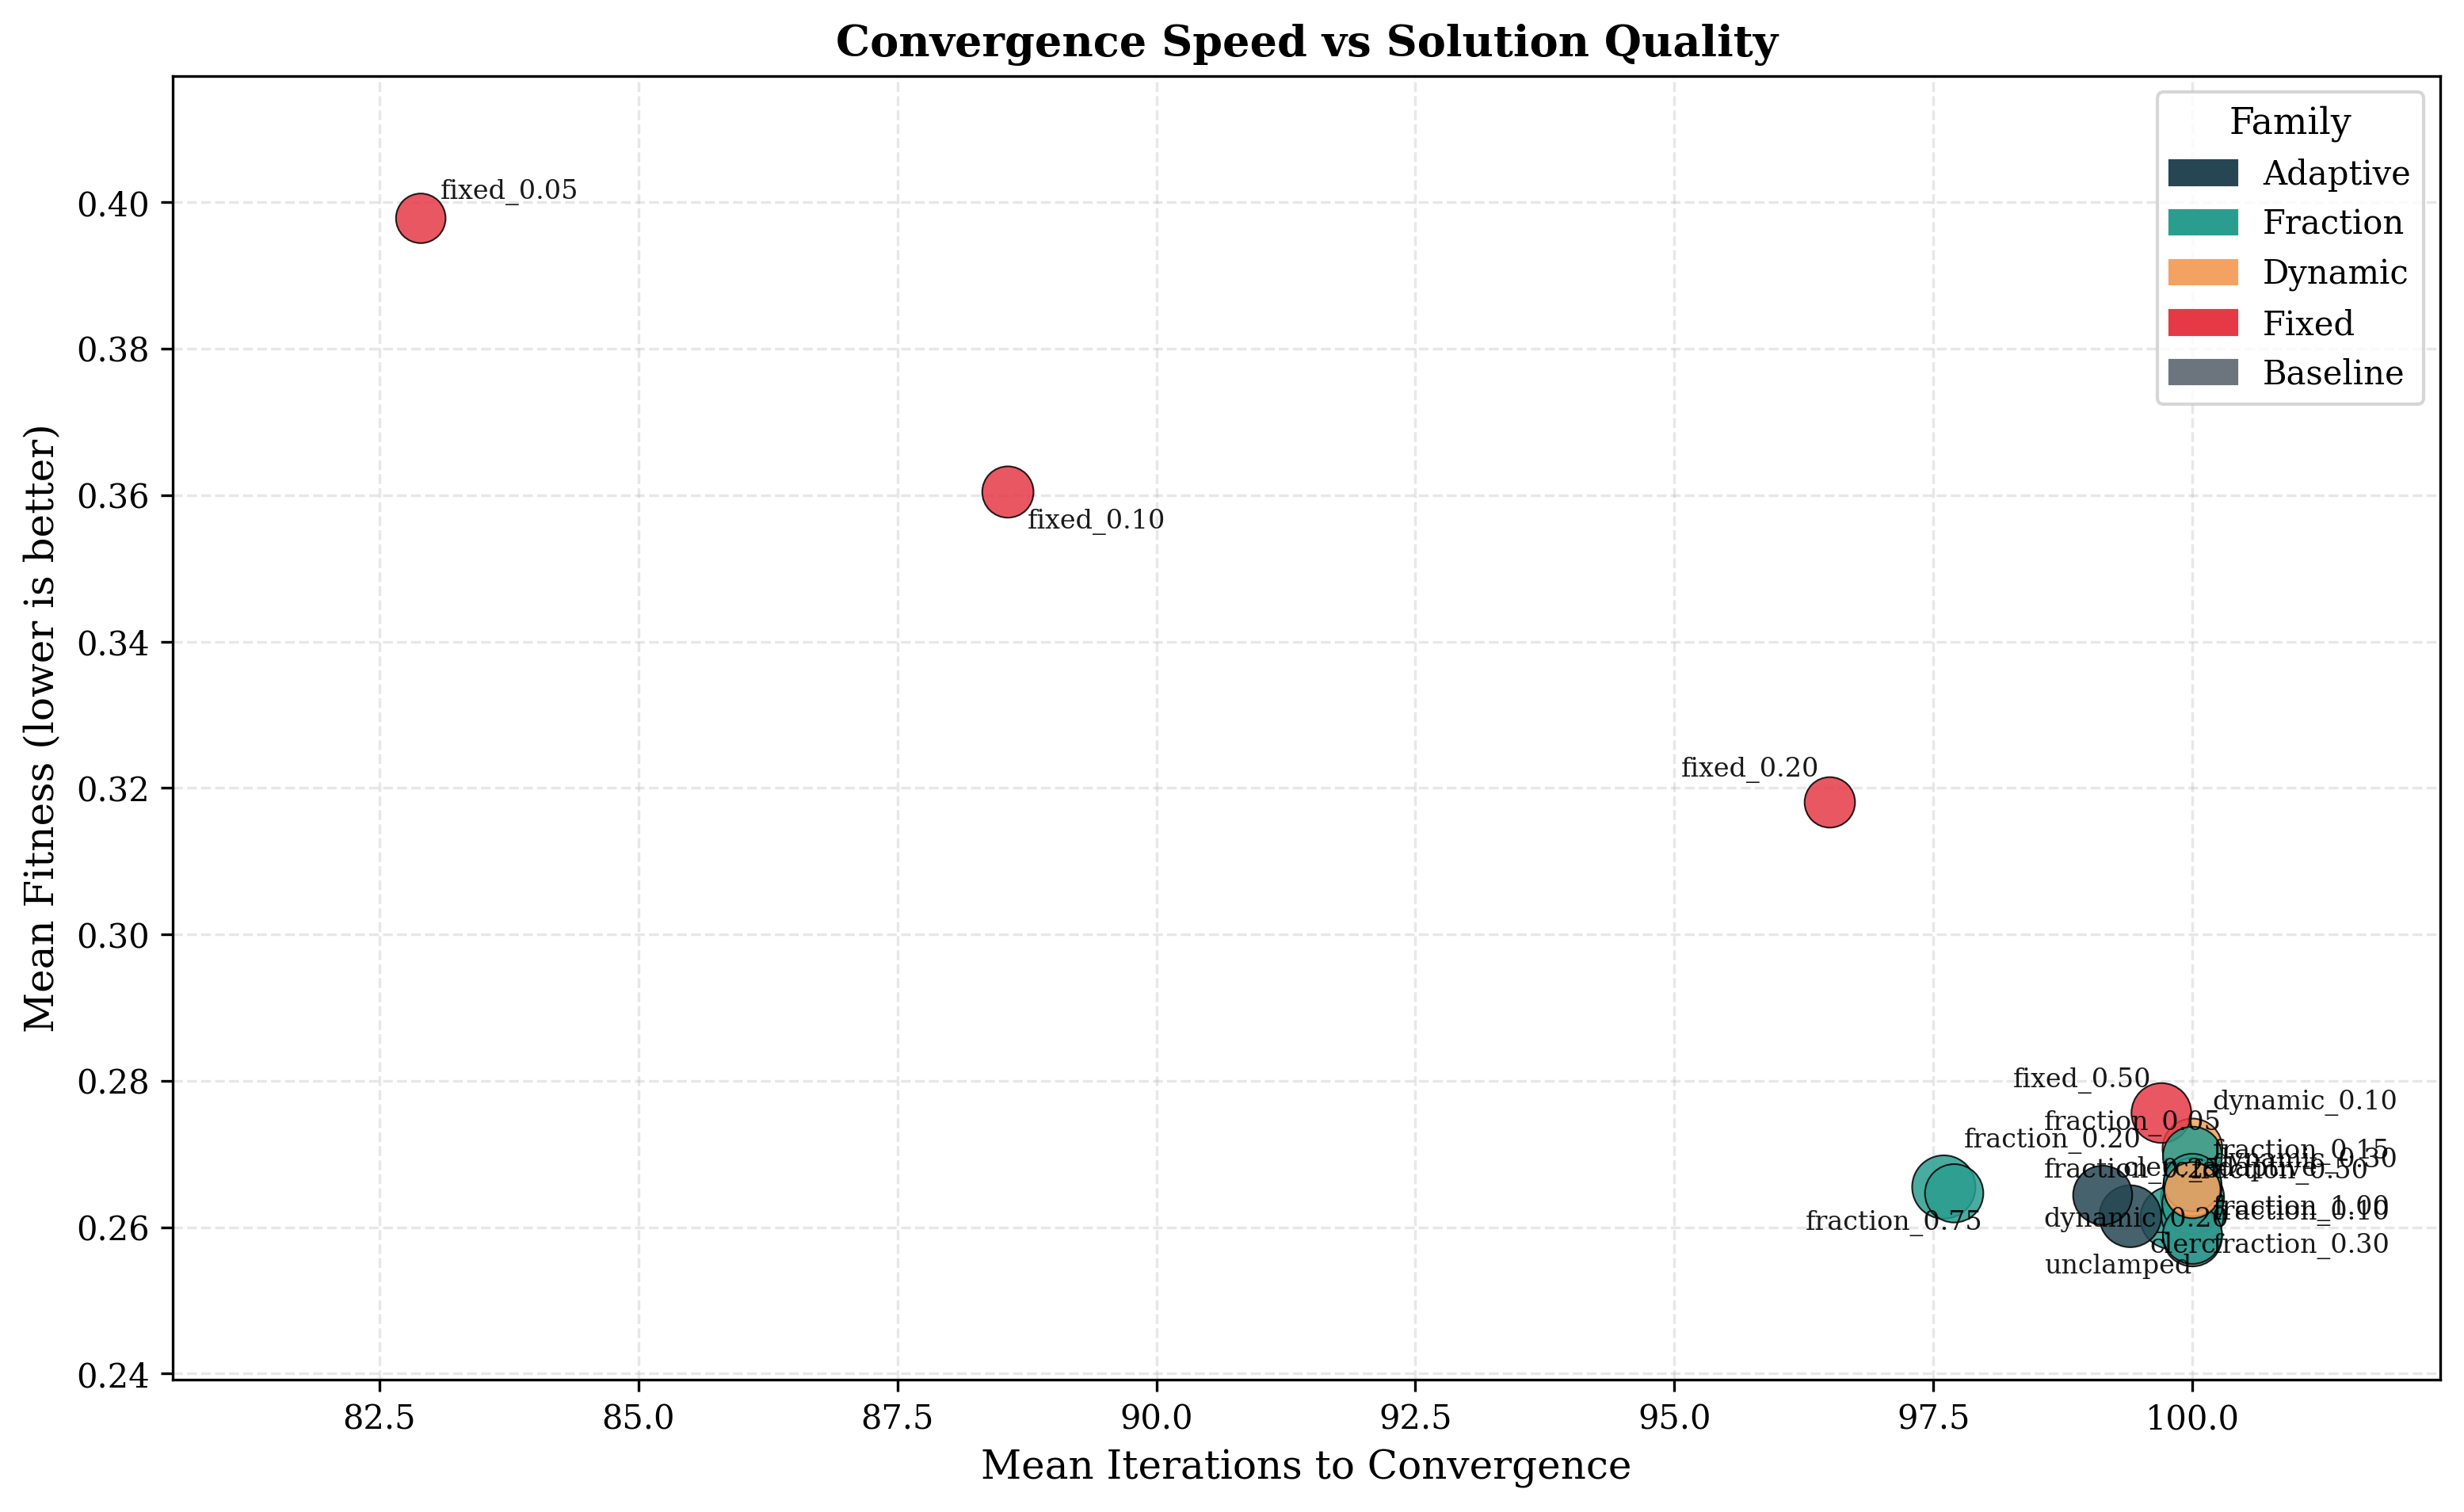 Convergence Speed vs Solution Quality
Mean Fitness (lower is better)
0.40
0.38
0.36
0.34
0.32
0.30
0.28
0.26
0.24
Family
Adaptive
Fraction
Dynamic
Fixed
Baseline
fixed_0.05
fixed_0.10
fixed_0.20
fixed_0.50
dynamic_0.10
fraction_0.05
fraction_0.20
fraction_0.15
fraction_0.75
dynamic_0.20
fraction_1.00
fraction_0.10
fraction_0.30
unclamped
82.5
85.0
87.5
90.0
92.5
95.0
97.5
100.0
Mean Iterations to Convergence